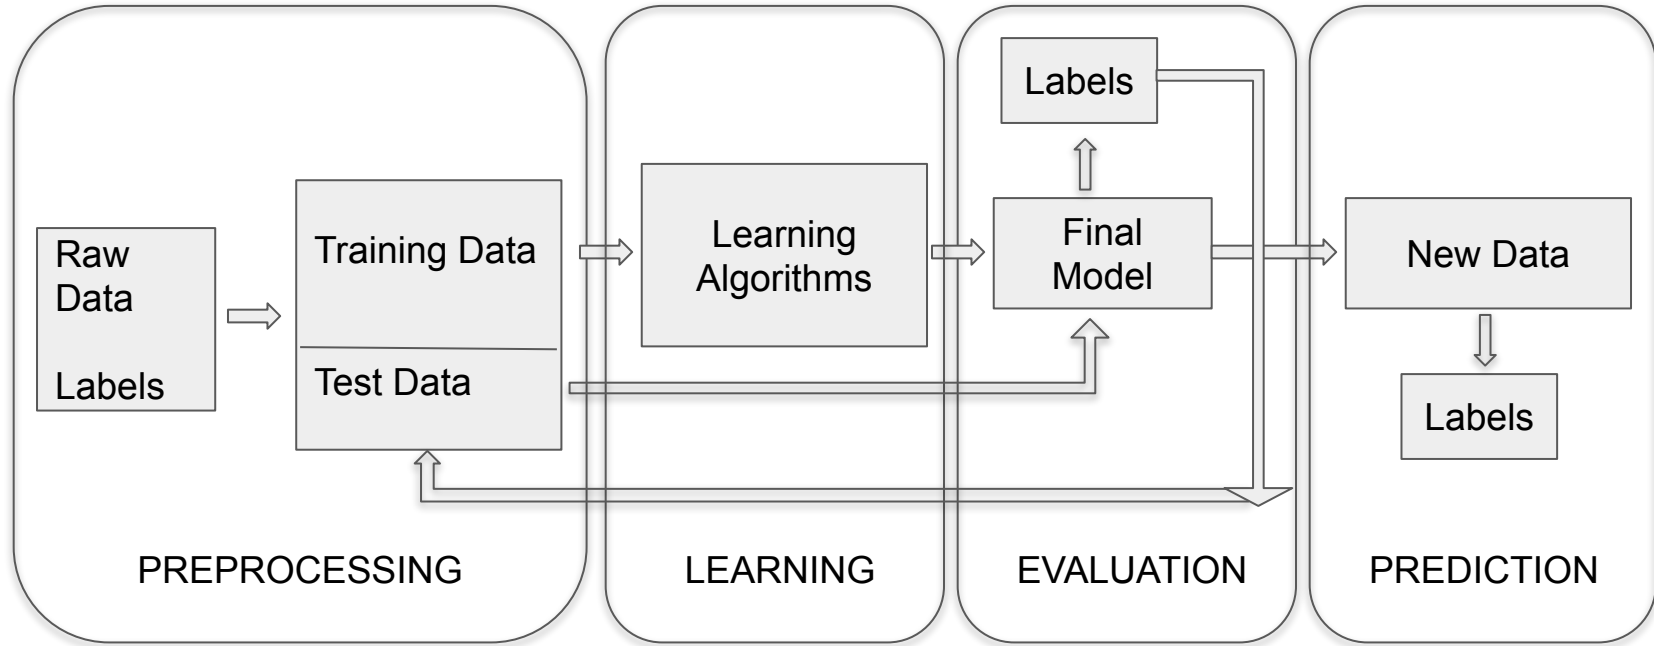 Raw
Data
Labels
Training Data
Test Data
PREPROCESSING
Learning
Algorithms
LEARNING
Labels
Final
Model
EVALUATION
New Data
Labels
PREDICTION